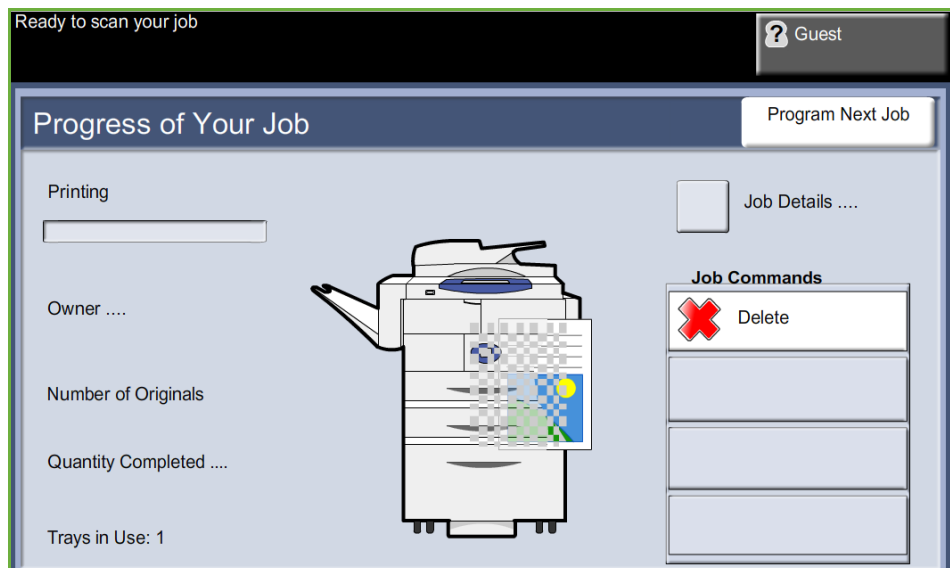 Ready to scan your job
? Guest
Progress of Your Job
Program Next Job
Printing
Job Details ....
Job Commands
Owner ....
Delete
Number of Originals
Quantity Completed ....
Trays in Use: 1